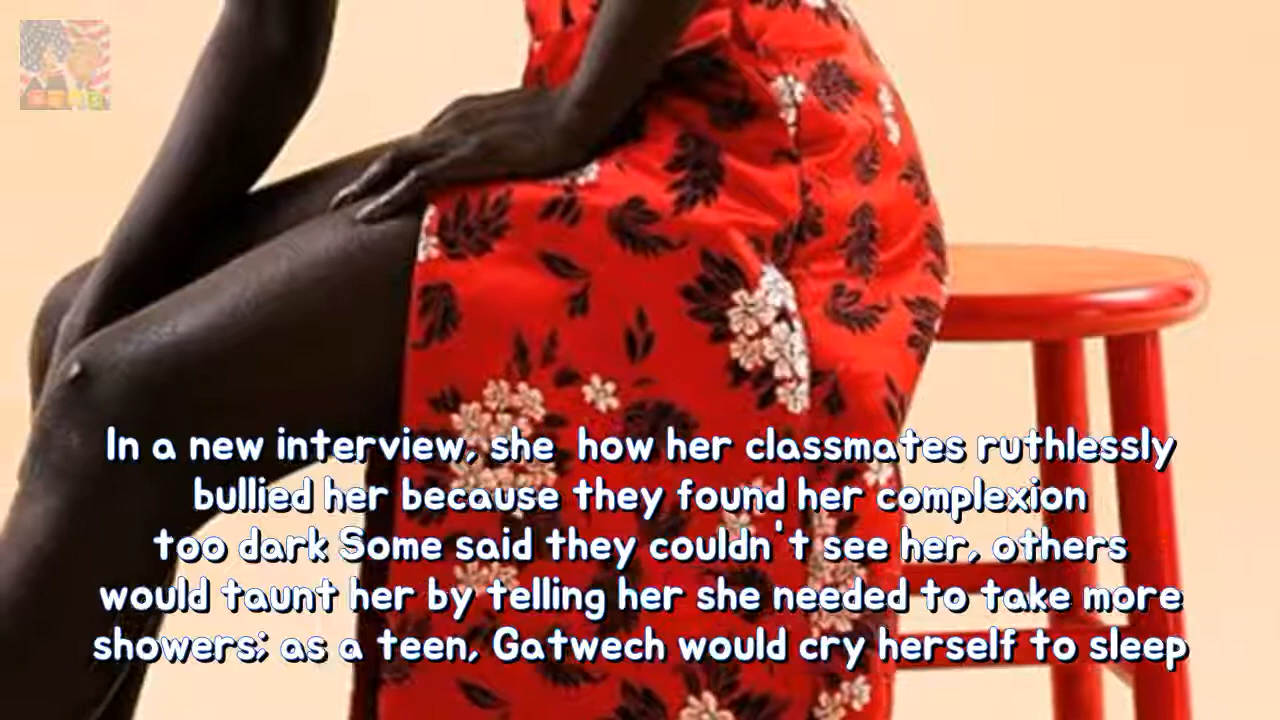 In a new interview, she  how her classmates ruthlessly
bullied her because they found her complexion
too dark Some said they couldn't see her, others
would taunt her by telling her she needed to take more
showers; as a teen, Gatwech would cry herself to sleep